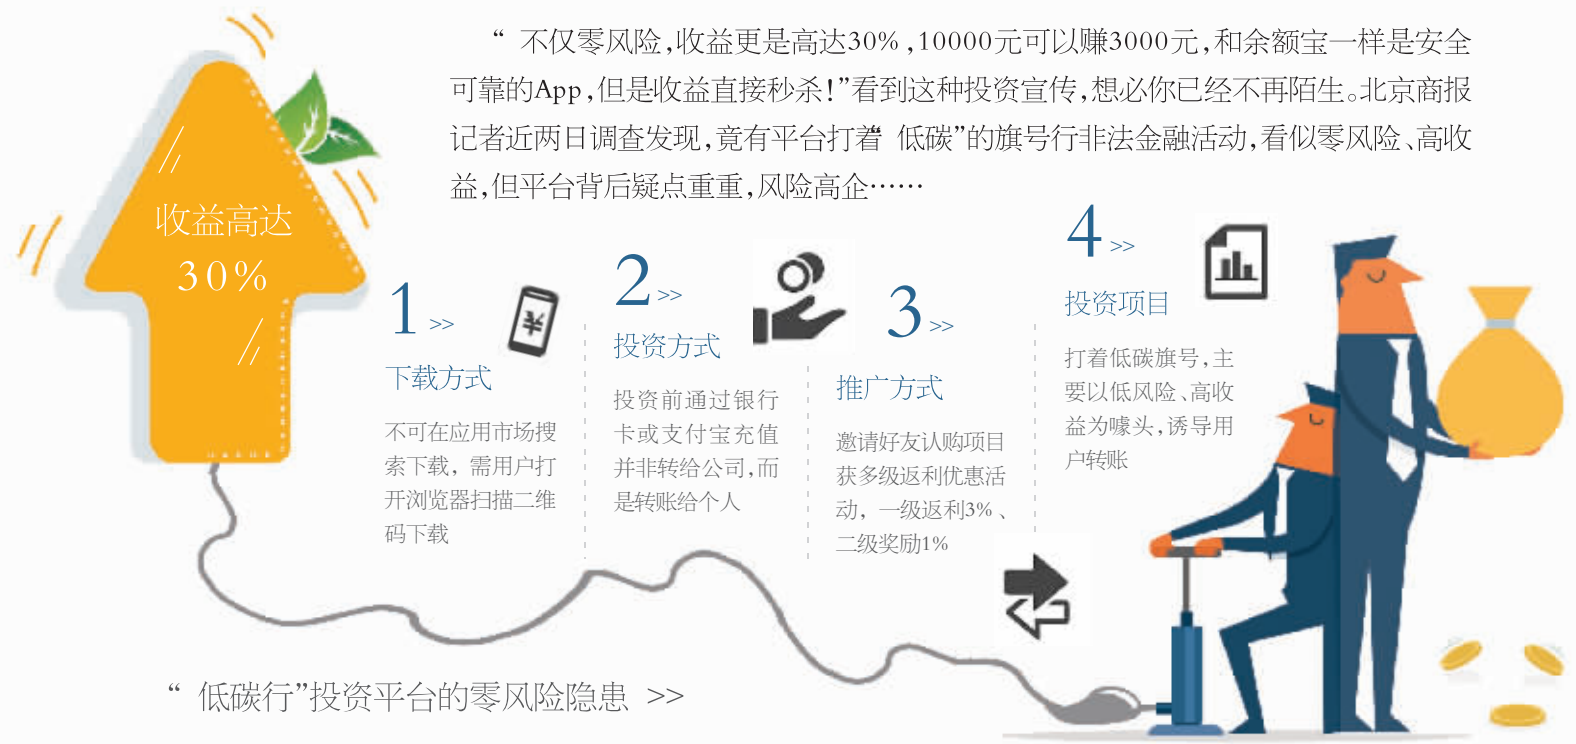 “ 不仅零风险,收益更是高达30%,10000元可以赚3000元,和余额宝一样是安全
可靠的App,但是收益直接秒杀!”看到这种投资宣传,想必你已经不再陌生。北京商报
记者近两日调查发现,竟有平台打着“ 低碳”的旗号行非法金融活动,看似零风险、高收
益,但平台背后疑点重重,风险高企……
收益高达
30%
1 >>
下载方式
不可在应用市场搜
索下载, 需用户打
开浏览器扫描二维
码下载
2 >>
投资方式
投资前通过银行
卡或支付宝充值
并非转给公司,而
是转账给个人
3 >>
推广方式
邀请好友认购项目
获多级返利优惠活
动, 一级返利3%、
二级奖励1%
4 >>
投资项目
打着低碳旗号,主
要以低风险、高收
益为噱头,诱导用
户转账
¥
“ 低碳行”投资平台的零风险隐患 >>